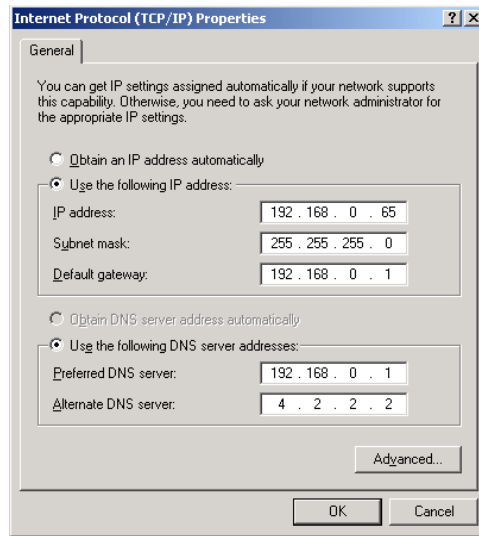 Internet Protocol (TCP/IP) Properties ? X
General
You can get IP settings assigned automatically if your network supports
this capability. Otherwise, you need to ask your network administrator for
the appropriate IP settings.
Obtain an IP address automatically
Use the following IP address:
IP address: 192 . 168 . 0 . 65
Subnet mask: 255 . 255 . 255 . 0
Default gateway: 192 . 168 . 0 . 1
Obtain DNS server address automatically
Use the following DNS server addresses:
Preferred DNS server: 192 . 168 . 0 . 1
Alternate DNS server: 4 . 2 . 2 . 2
Advanced...
OK Cancel